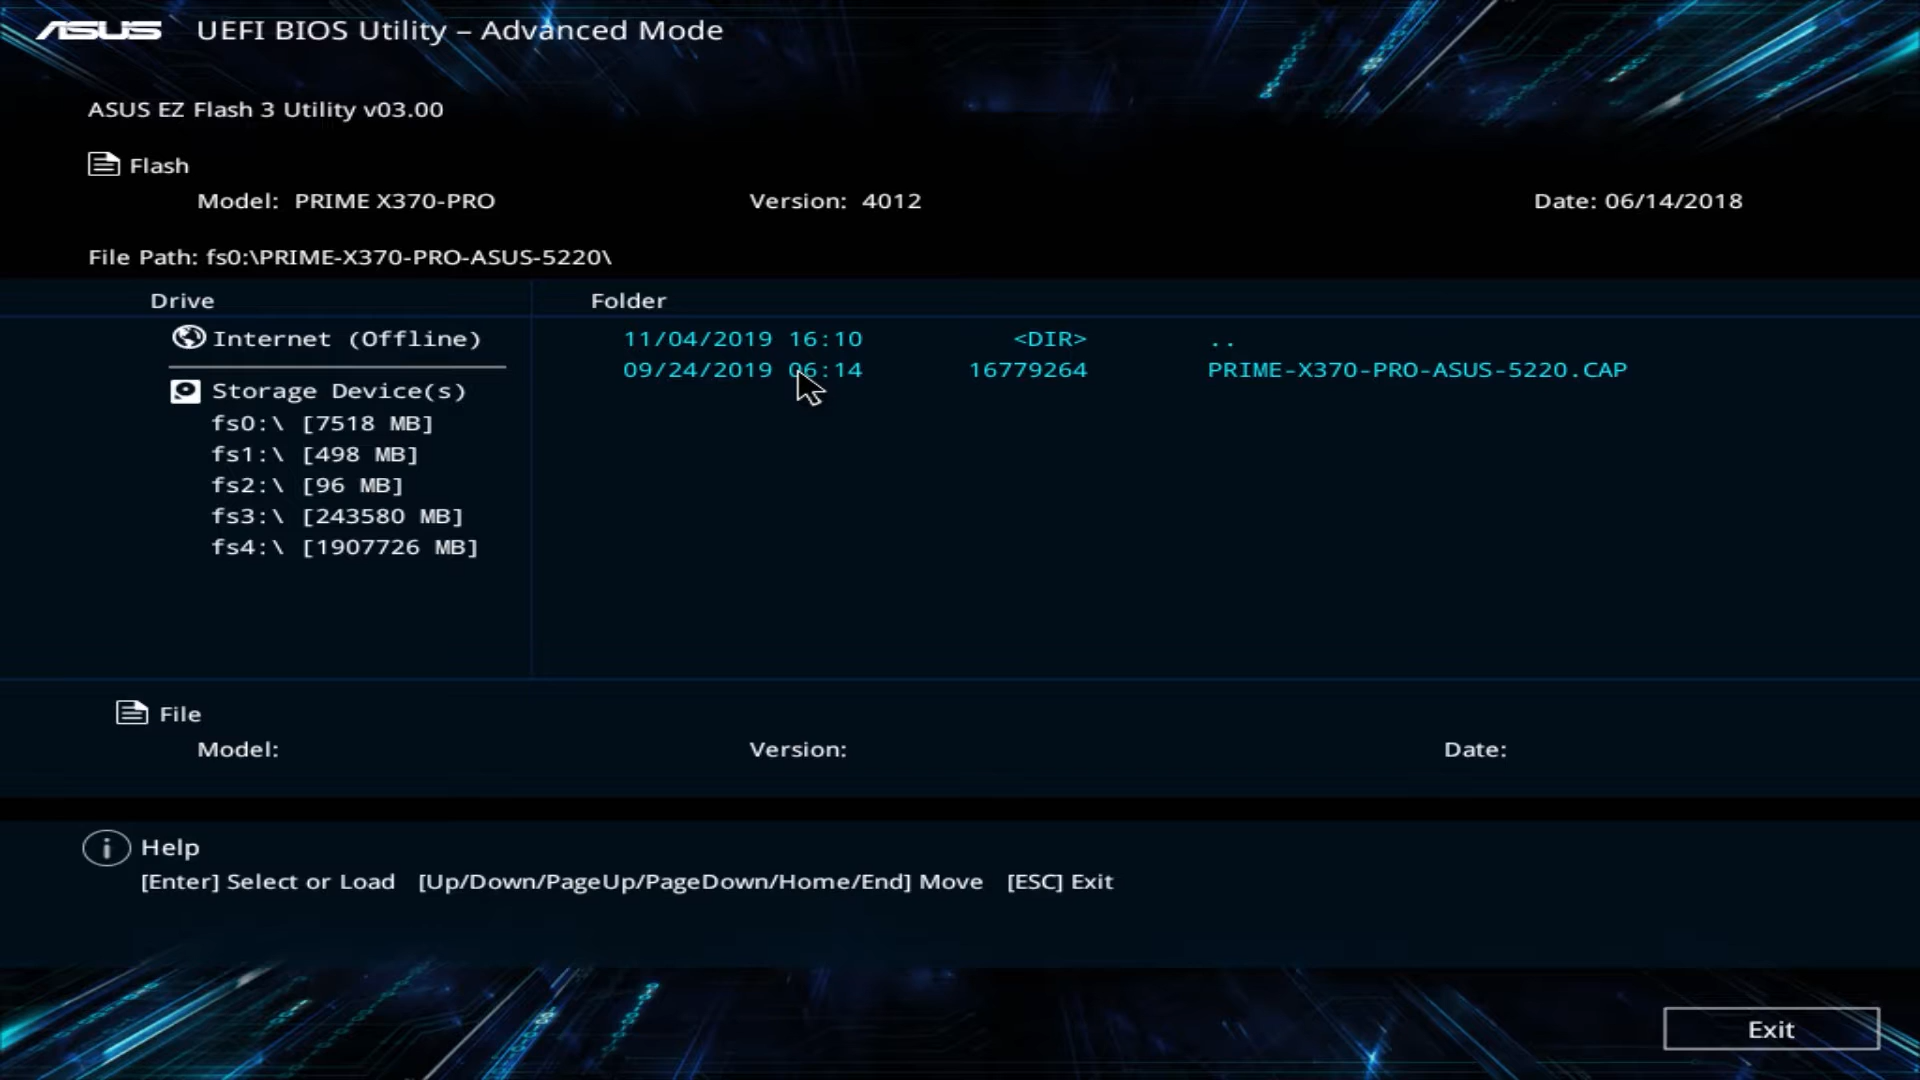 ASUS UEFI BIOS Utility – Advanced Mode
ASUS EZ Flash 3 Utility v03.00
Flash
Model: PRIME X370-PRO Version: 4012 Date: 06/14/2018
File Path: fs0:\PRIME-X370-PRO-ASUS-5220\
Drive Folder
Internet (Offline) 11/04/2019 16:10 <DIR> ..
09/24/2019 06:14 16779264 PRIME-X370-PRO-ASUS-5220.CAP
Storage Device(s)
fs0:\ [7518 MB]
fs1:\ [498 MB]
fs2:\ [96 MB]
fs3:\ [243580 MB]
fs4:\ [1907726 MB]
File
Model: Version: Date:
Help
[Enter] Select or Load [Up/Down/PageUp/PageDown/Home/End] Move [ESC] Exit
Exit